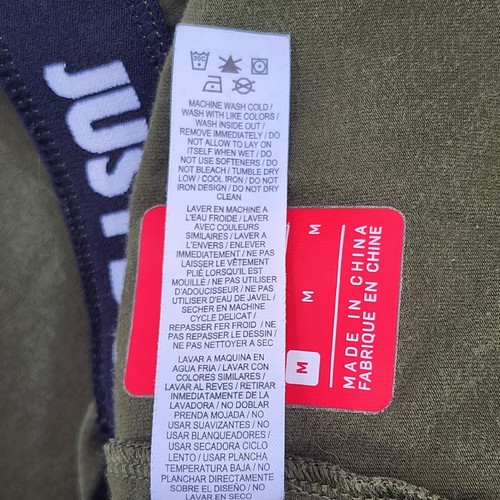 JUST
30C
MACHINE WASH COLD /
WASH WITH LIKE COLORS /
WASH INSIDE OUT /
REMOVE IMMEDIATELY / DO
NOT ALLOW TO LAY ON
ITSELF WHEN WET / DO
NOT USE SOFTENERS / DO
NOT BLEACH / TUMBLE DRY
LOW / COOL IRON / DO NOT
IRON DESIGN / DO NOT DRY
CLEAN
LAVER EN MACHINE A
L'EAU FROIDE / LAVER
AVEC COULEURS
SIMILAIRES / LAVER A
L'ENVERS / ENLEVER
IMMEDIATEMENT / NE PAS
LAISSER LE VÊTEMENT
PLIÉ LORSQU'IL EST
MOUILLÉ / NE PAS UTILISER
D'ADOUCISSEUR / NE PAS
UTILISER D'EAU DE JAVEL /
SECHER EN MACHINE
CYCLE DELICAT /
REPASSER FER FROID / NE
PAS REPASSER LE DESSIN /
NE PAS NETTOYER A SEC
LAVAR A MAQUINA EN
AGUA FRIA / LAVAR CON
COLORES SIMILARES /
LAVAR AL REVES / RETIRAR
INMEDIATAMENTE DE LA
LAVADORA / NO DOBLAR
PRENDA MOJADA / NO
USAR SUAVIZANTES / NO
USAR BLANQUEADORES /
USAR SECADORA CICLO
LENTO / USAR PLANCHA
TEMPERATURA BAJA / NO
PLANCHAR DIRECTAMENTE
SOBRE EL DISEÑO / NO
LAVAR EN SECO
M
M
M
MADE IN CHINA
FABRIQUÉ EN CHINE